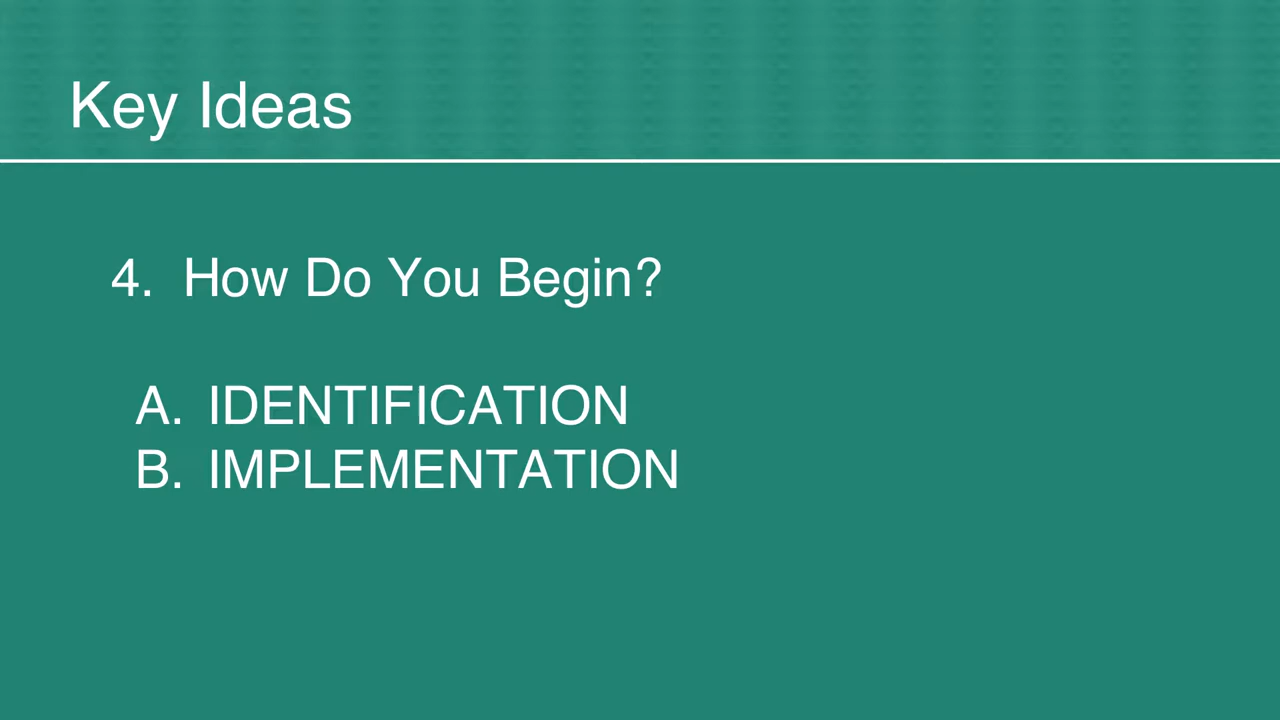 Key Ideas
4. How Do You Begin?
A. IDENTIFICATION
B. IMPLEMENTATION